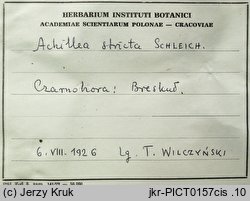 HERBARIUM INSTITUTI BOTANICI
ACADEMIAE SCIENTIARUM POLONAE — CRACOVIAE
Achillea stricta SCHLEICH.
Czarnohora: Breskuł.
6. VIII. 1926 Lg. T. WILCZYŃSKI
(c) Jerzy Kruk
jkr-PICT0157cis .10